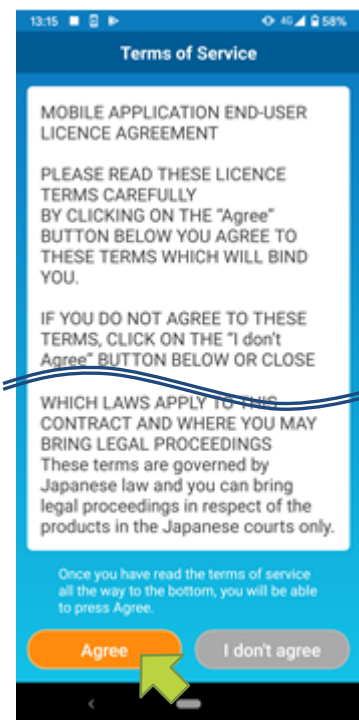 13:15 4G 58%
Terms of Service
MOBILE APPLICATION END-USER
LICENCE AGREEMENT
PLEASE READ THESE LICENCE
TERMS CAREFULLY
BY CLICKING ON THE "Agree"
BUTTON BELOW YOU AGREE TO
THESE TERMS WHICH WILL BIND
YOU.
IF YOU DO NOT AGREE TO THESE
TERMS, CLICK ON THE "I don't
Agree" BUTTON BELOW OR CLOSE
WHICH LAWS APPLY TO THIS
CONTRACT AND WHERE YOU MAY
BRING LEGAL PROCEEDINGS
These terms are governed by
Japanese law and you can bring
legal proceedings in respect of the
products in the Japanese courts only.
Once you have read the terms of service
all the way to the bottom, you will be able
to press Agree.
Agree I don't agree